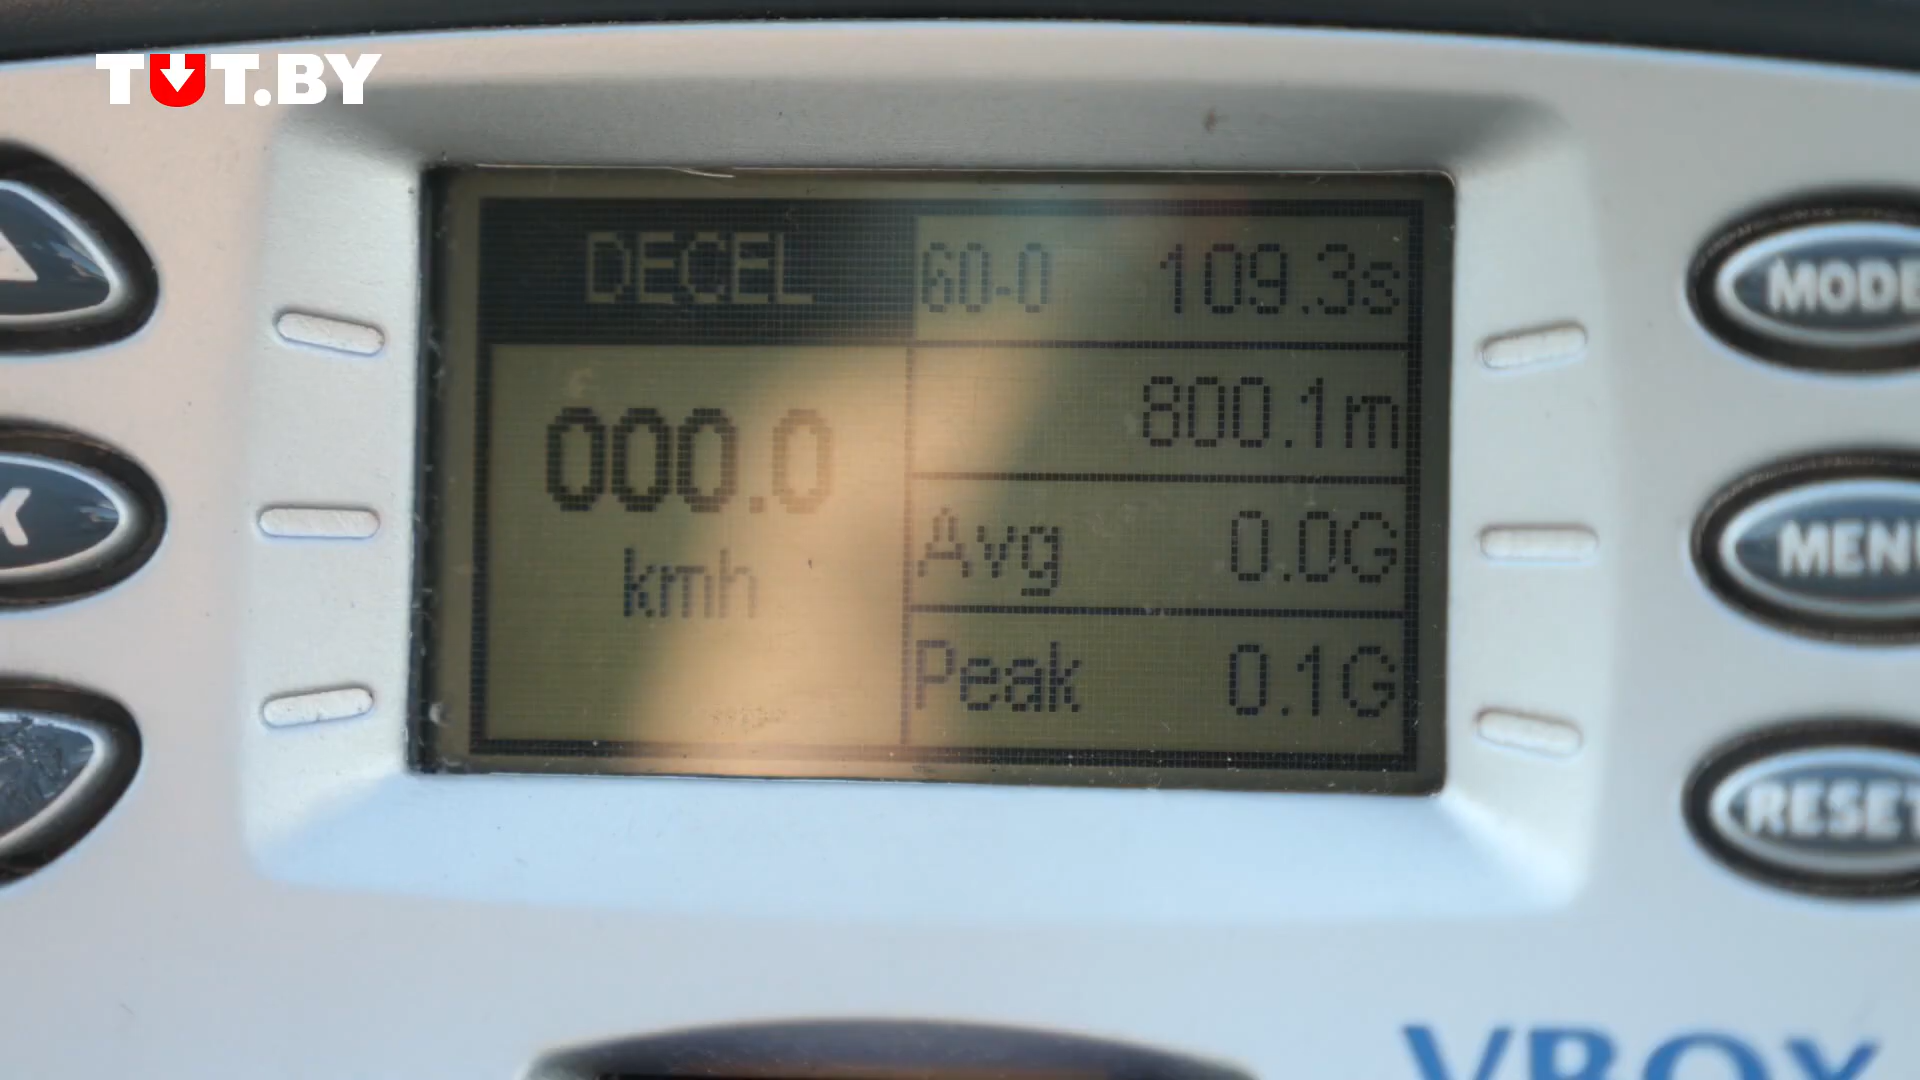 TUT.BY
DECEL
60-0 109.3s
800.1m
000.0
kmh
Avg 0.0G
Peak 0.1G
MODE
MENU
RESET
VBOX